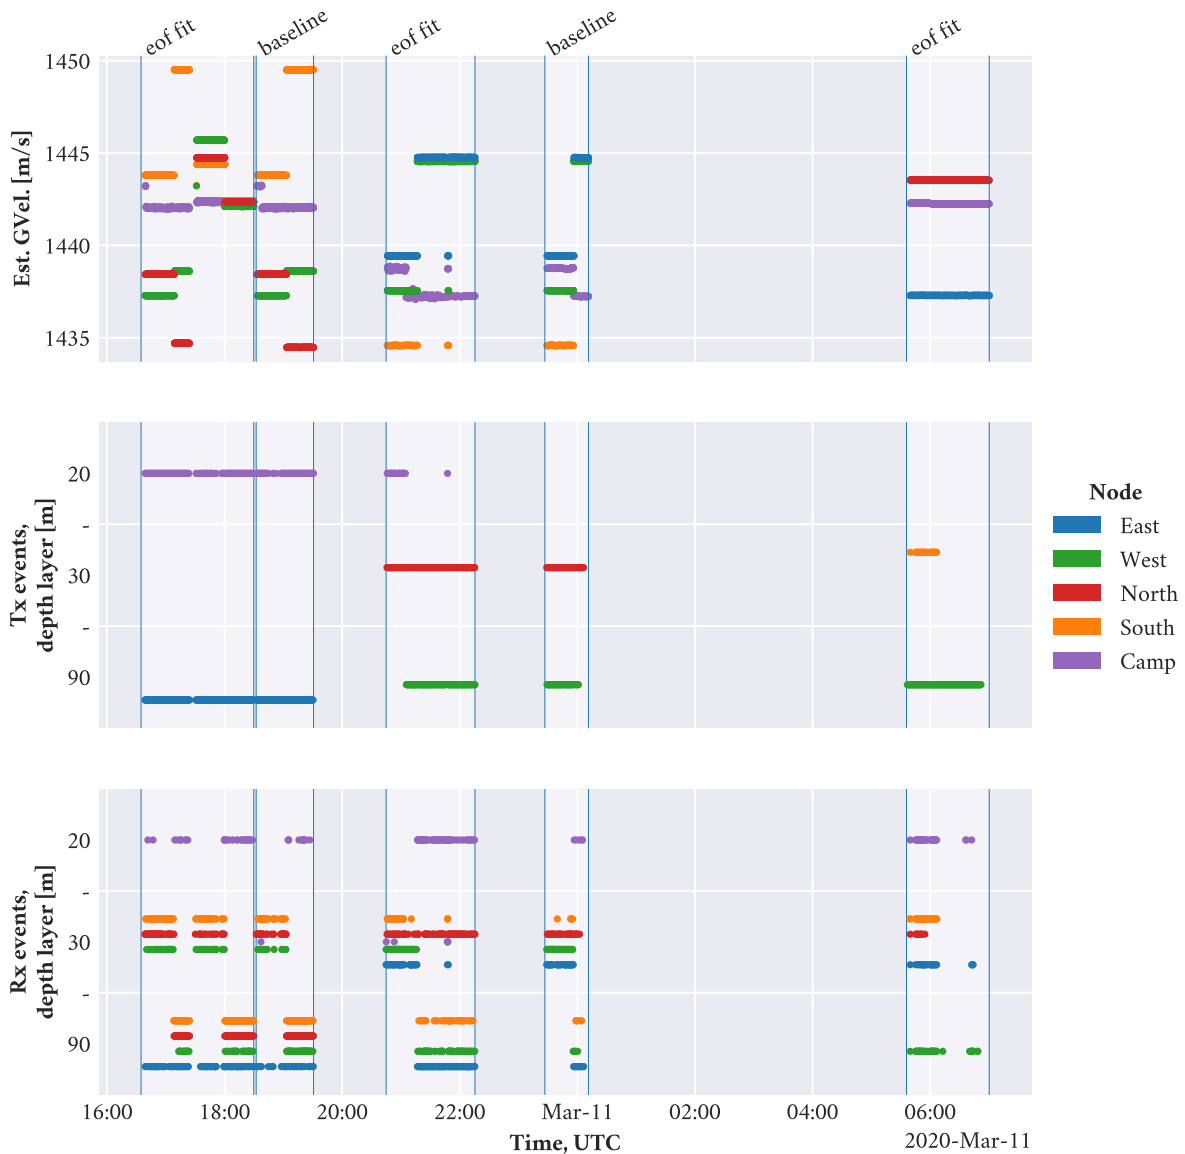 eof fit baseline eof fit baseline eof fit
Est. GVel. [m/s]
1450
1445
1440
1435
Tx events,
depth layer [m]
20
-
30
-
90
Node
East
West
North
South
Camp
Rx events,
depth layer [m]
20
-
30
-
90
16:00 18:00 20:00 22:00 Mar-11 02:00 04:00 06:00
Time, UTC
2020-Mar-11